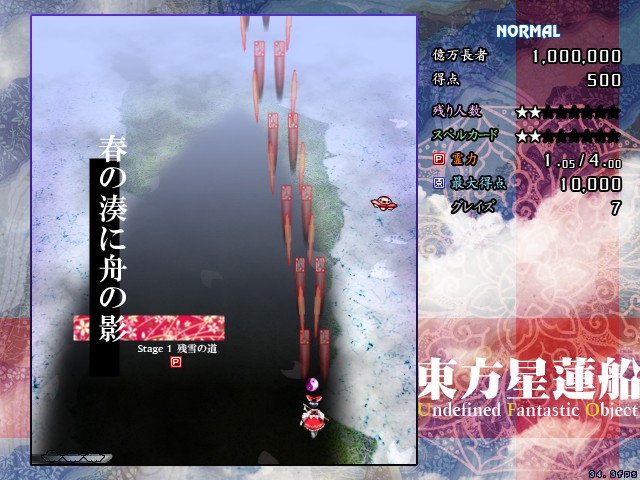 NORMAL
億万長者 1,000,000
得点 500
残り人数 ★★★★★★★★★
スペルカード ★★★★★★★★★
P 霊力 1.05/4.00
点 最大得点 10,000
グレイズ 7
春の湊に舟の影
Stage 1 残雪の道
P
東方星蓮船
Undefined Fantastic Object
34.3fps